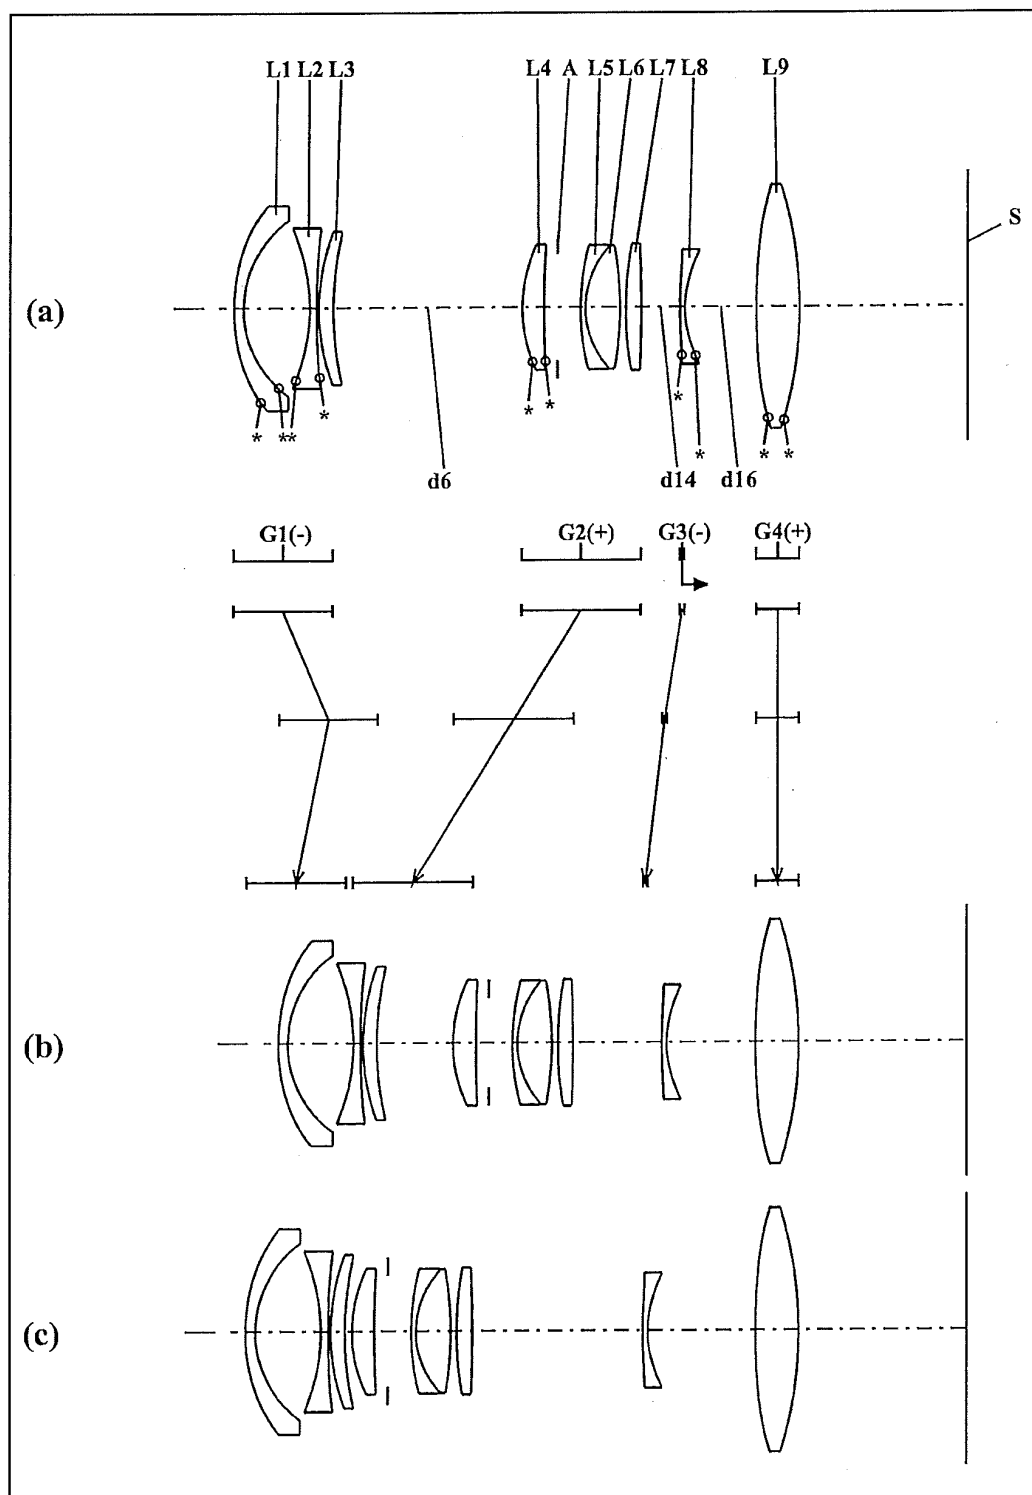 L1 L2 L3 L4 A L5 L6 L7 L8 L9
S
(a)
* ** * * * * * * *
d6 d14 d16
G1(-) G2(+) G3(-) G4(+)
(b)
(c)